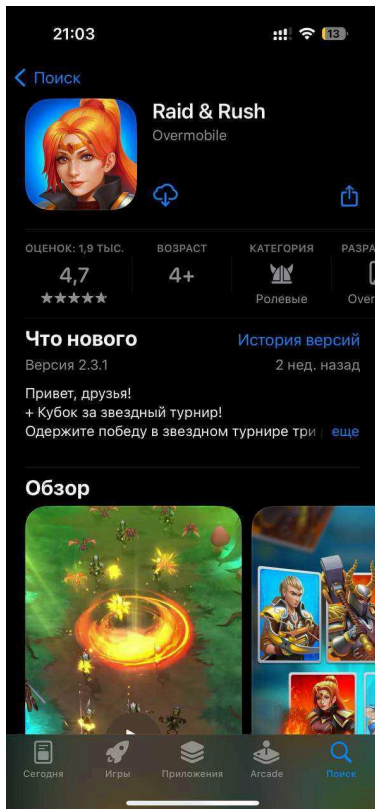 21:03
13
Поиск
Raid & Rush
Overmobile
ОЦЕНОК: 1,9 ТЫС.
ВОЗРАСТ
КАТЕГОРИЯ
4,7
4+
Ролевые
Что нового
История версий
Версия 2.3.1
2 нед. назад
Привет, друзья!
+ Кубок за звездный турнир!
Одержите победу в звездном турнире три
еще
Обзор
Сегодня
Игры
Приложения
Arcade
Поиск